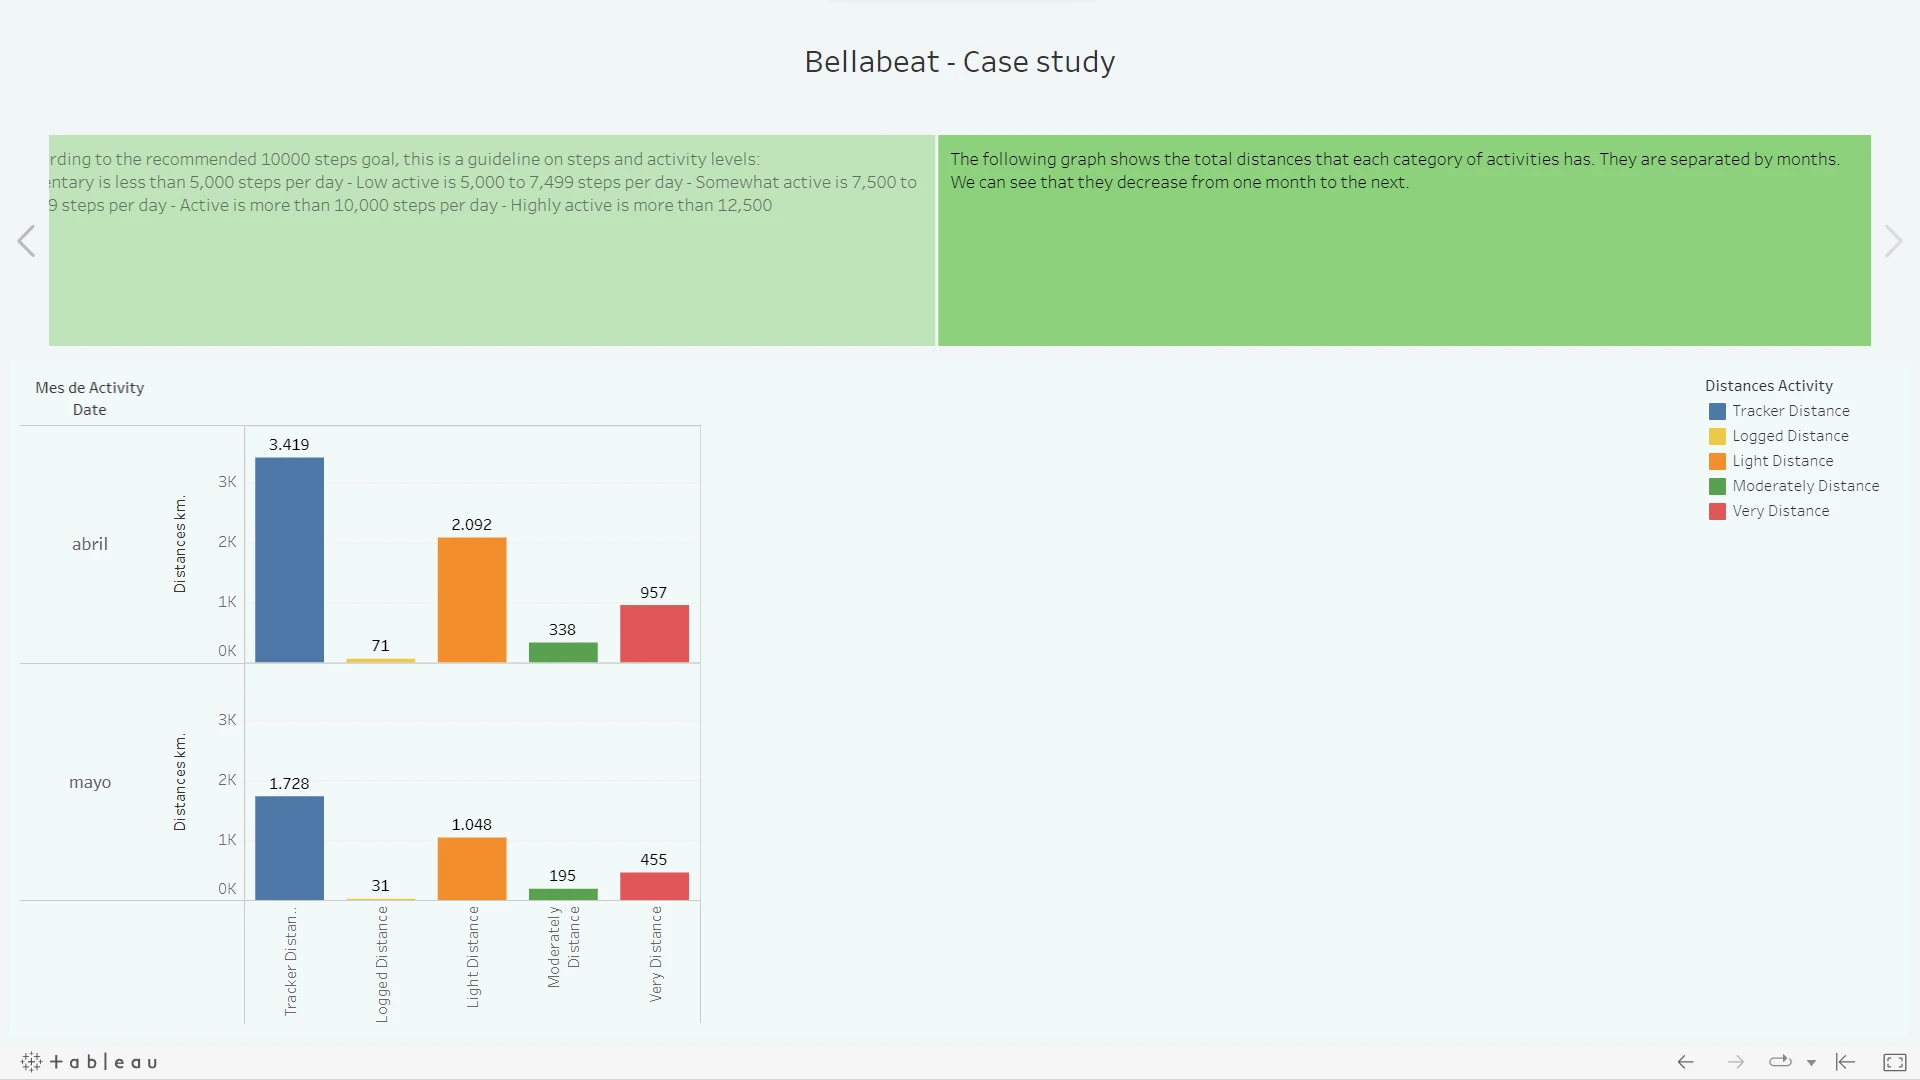 Bellabeat - Case study
rding to the recommended 10000 steps goal, this is a guideline on steps and activity levels:
ntary is less than 5,000 steps per day - Low active is 5,000 to 7,499 steps per day - Somewhat active is 7,500 to
9 steps per day - Active is more than 10,000 steps per day - Highly active is more than 12,500
The following graph shows the total distances that each category of activities has. They are separated by months.
We can see that they decrease from one month to the next.
Mes de Activity
Date
Distances Activity
Tracker Distance
Logged Distance
Light Distance
Moderately Distance
Very Distance
abril
Distances km.
3K
2K
1K
0K
3.419
71
2.092
338
957
mayo
Distances km.
3K
2K
1K
0K
1.728
31
1.048
195
455
Tracker Distan..
Logged Distance
Light Distance
Moderately
Distance
Very Distance
+ableau